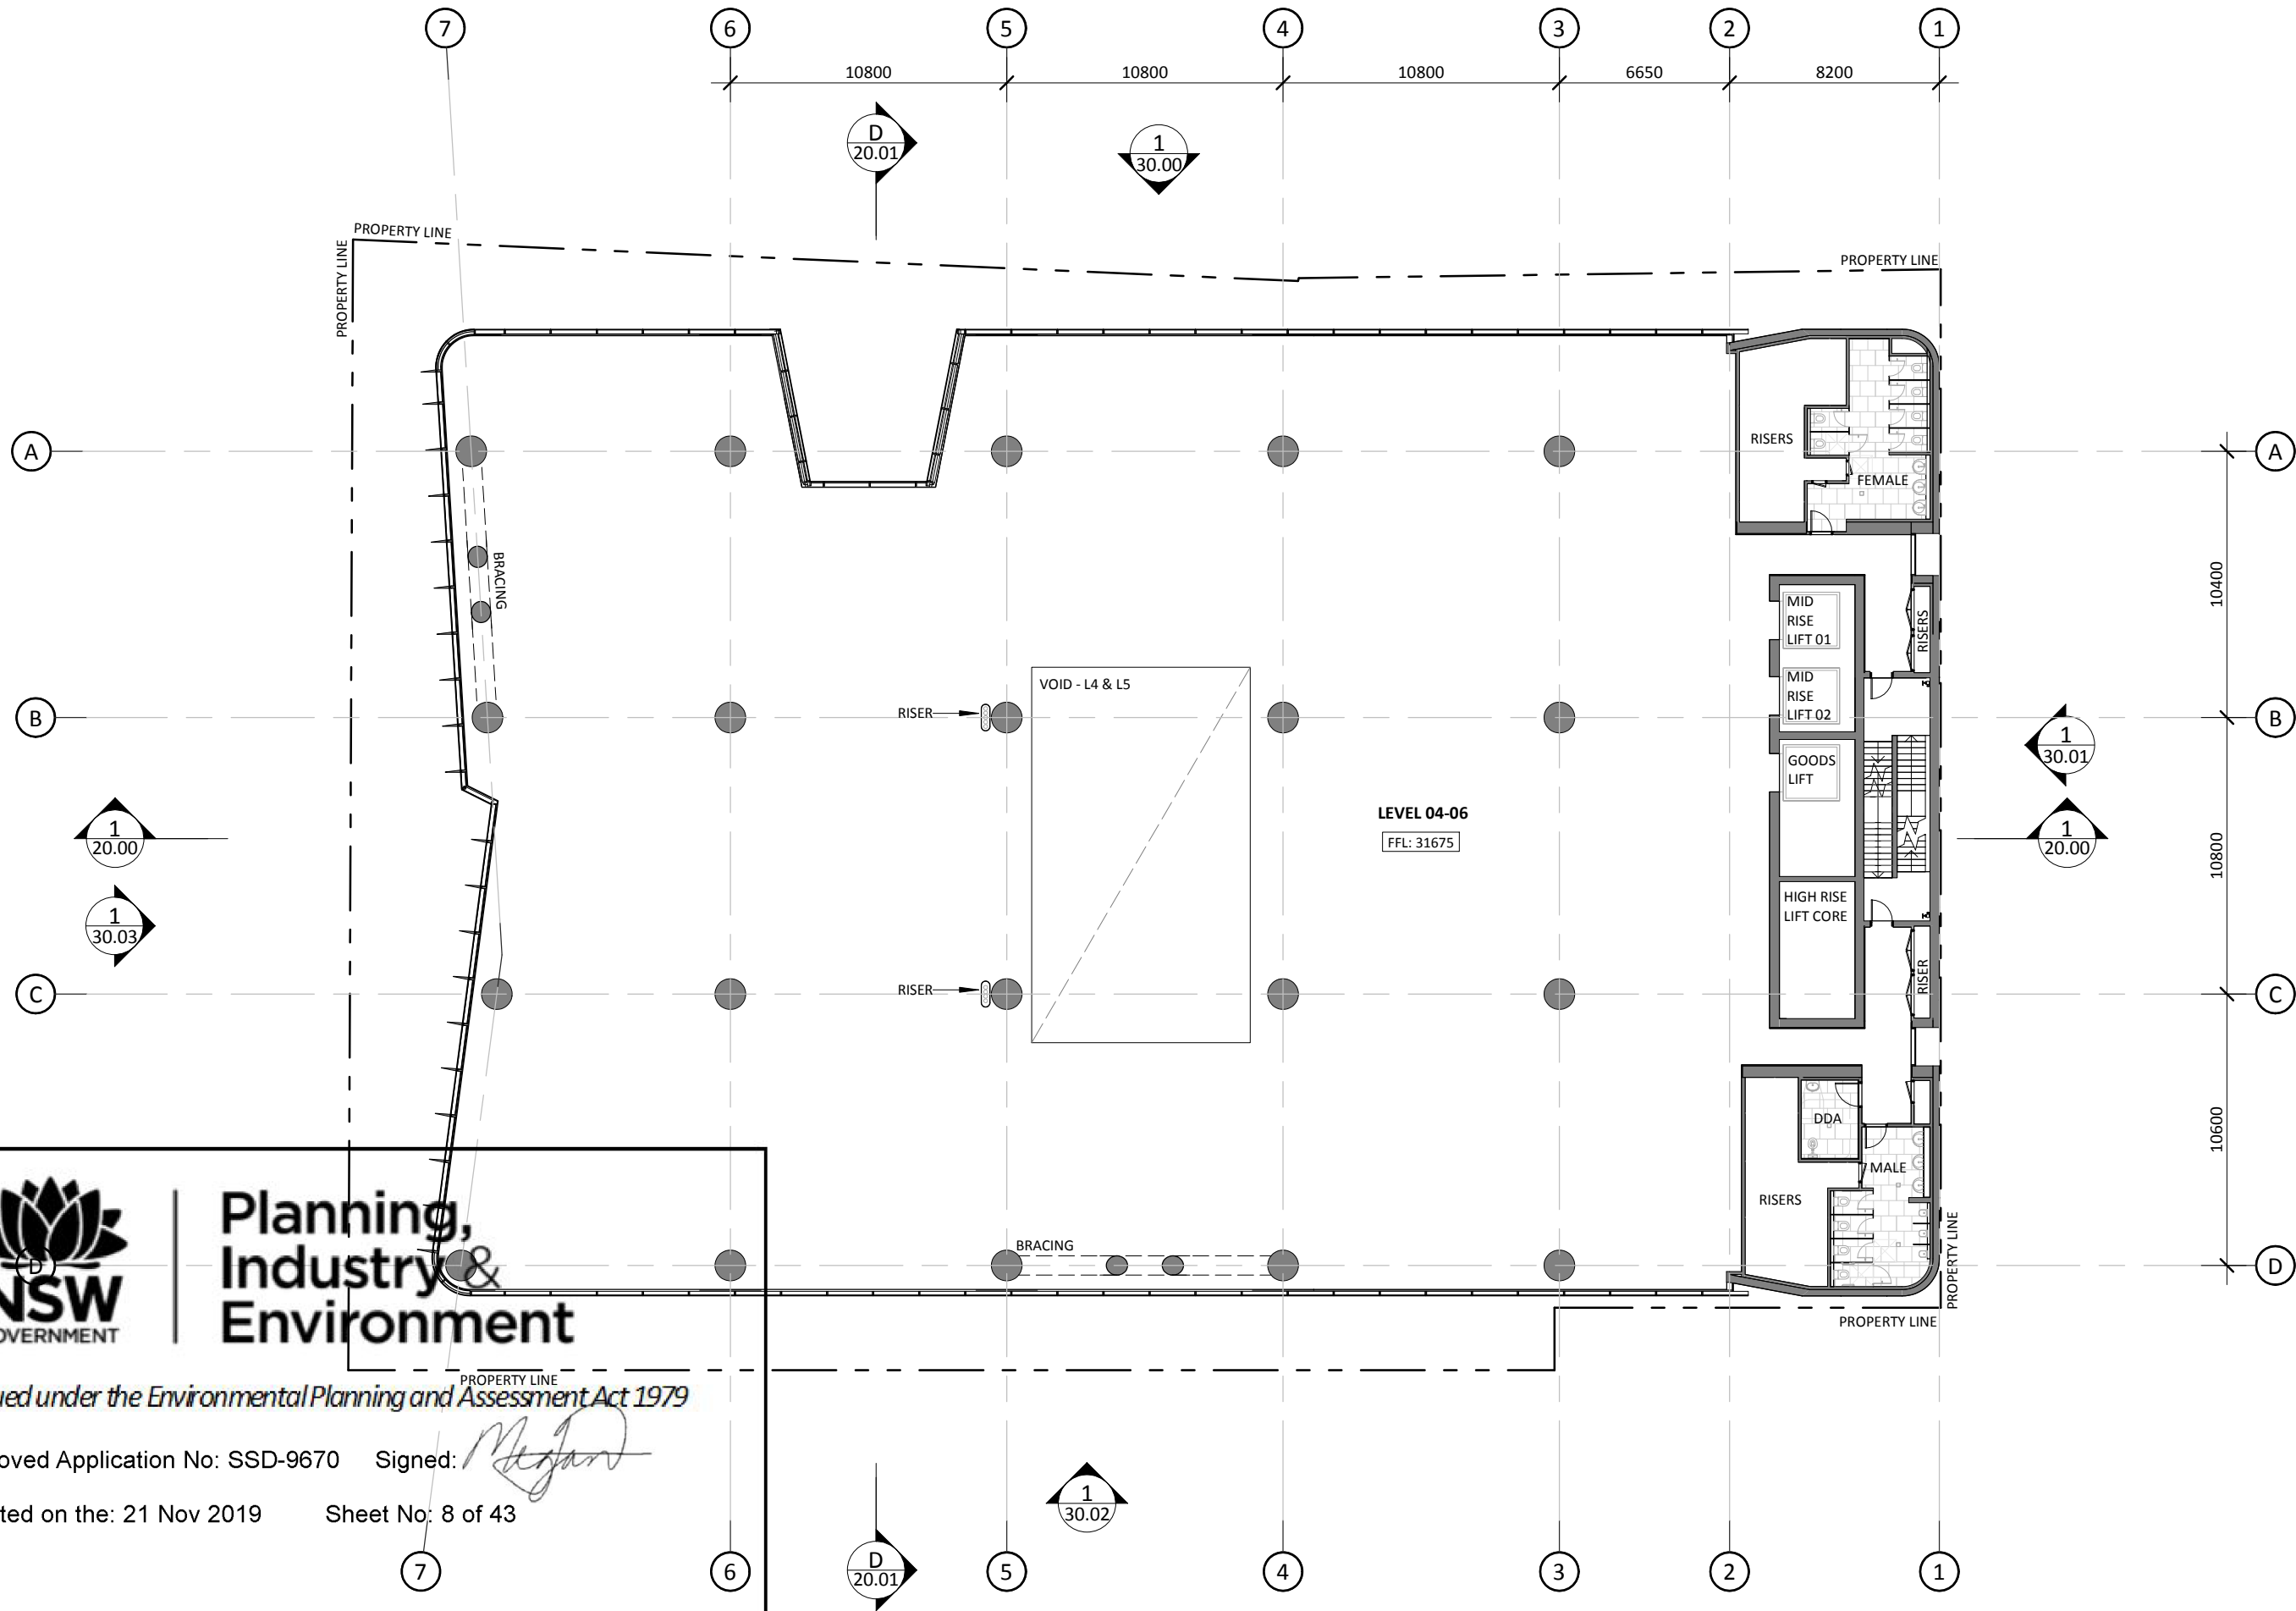 7
6
5
4
3
2
1
10800
10800
10800
6650
8200
D
20.01
1
30.00
PROPERTY LINE
PROPERTY LINE
PROPERTY LINE
A
A
RISERS
FEMALE
BRACING
MID
RISE
LIFT 01
RISERS
10400
MID
RISE
LIFT 02
VOID - L4 & L5
RISER
B
B
1
30.01
GOODS
LIFT
LEVEL 04-06
FFL: 31675
1
20.00
1
20.00
10800
HIGH RISE
LIFT CORE
1
30.03
RISER
RISER
C
C
DDA
MALE
RISERS
10600
BRACING
D
D
PROPERTY LINE
PROPERTY LINE
NSW
OVERNMENT
Planning,
Industry &
Environment
PROPERTY LINE
ued under the Environmental Planning and Assessment Act 1979
oved Application No: SSD-9670 Signed:
ted on the: 21 Nov 2019 Sheet No: 8 of 43
1
30.02
D
20.01
7
6
5
4
3
2
1